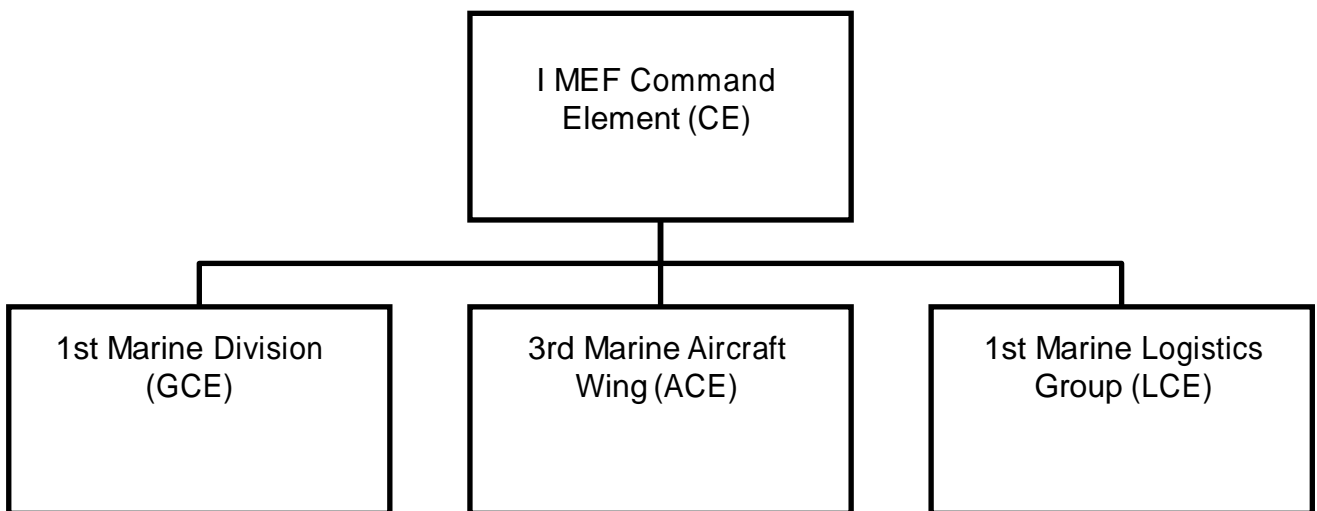 I MEF Command
Element (CE)
1st Marine Division
(GCE)
3rd Marine Aircraft
Wing (ACE)
1st Marine Logistics
Group (LCE)